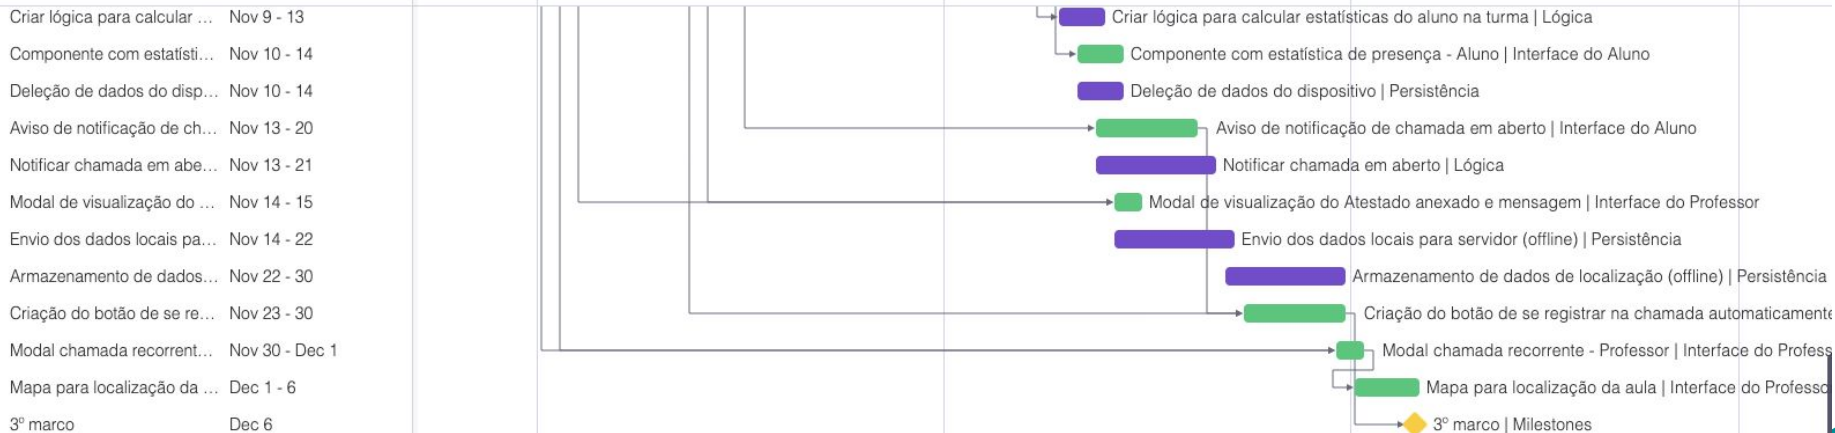 Criar lógica para calcular ... Nov 9 - 13 Criar lógica para calcular estatísticas do aluno na turma | Lógica
Componente com estatísti... Nov 10 - 14 Componente com estatística de presença - Aluno | Interface do Aluno
Deleção de dados do disp... Nov 10 - 14 Deleção de dados do dispositivo | Persistência
Aviso de notificação de ch... Nov 13 - 20 Aviso de notificação de chamada em aberto | Interface do Aluno
Notificar chamada em abe... Nov 13 - 21 Notificar chamada em aberto | Lógica
Modal de visualização do ... Nov 14 - 15 Modal de visualização do Atestado anexado e mensagem | Interface do Professor
Envio dos dados locais pa... Nov 14 - 22 Envio dos dados locais para servidor (offline) | Persistência
Armazenamento de dados... Nov 22 - 30 Armazenamento de dados de localização (offline) | Persistência
Criação do botão de se re... Nov 23 - 30 Criação do botão de se registrar na chamada automaticamente
Modal chamada recorrent... Nov 30 - Dec 1 Modal chamada recorrente - Professor | Interface do Profess
Mapa para localização da ... Dec 1 - 6 Mapa para localização da aula | Interface do Professo
3º marco Dec 6 3º marco | Milestones